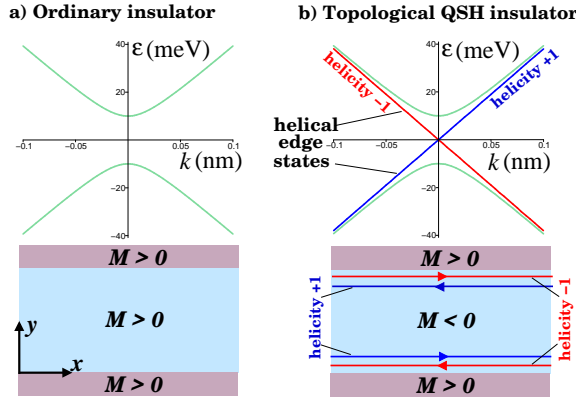 a) Ordinary insulator
ε(meV)
40
20
-0.1
-0.05
0.05
0.1
k(nm)
-20
-40
M > 0
M > 0
M > 0
y
x
b) Topological QSH insulator
ε(meV)
40
helicity -1
helicity +1
helical
edge
states
-0.1
-0.05
0.05
0.1
k(nm)
-20
-40
M > 0
M < 0
M > 0
helicity +1
helicity -1